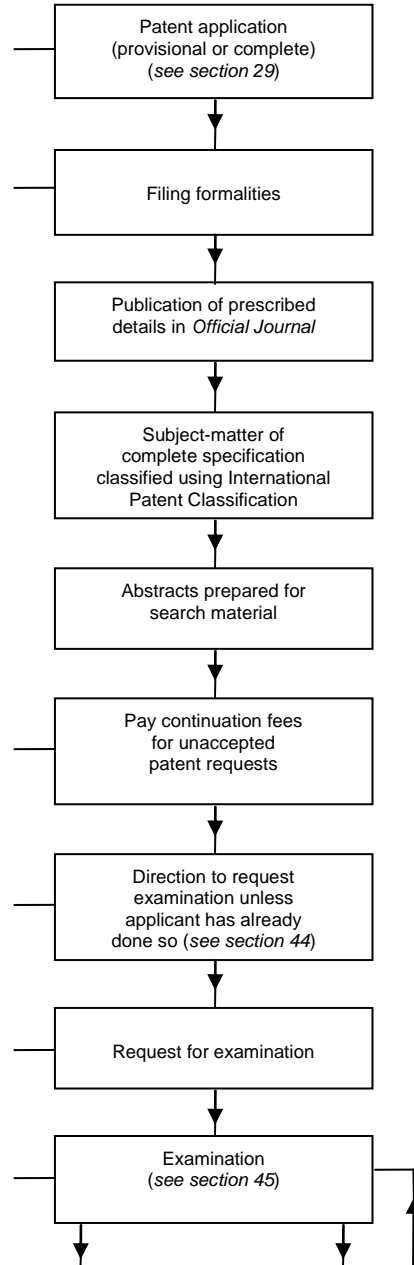 Patent application
(provisional or complete)
(see section 29)
Filing formalities
Publication of prescribed
details in Official Journal
Subject-matter of
complete specification
classified using International
Patent Classification
Abstracts prepared for
search material
Pay continuation fees
for unaccepted
patent requests
Direction to request
examination unless
applicant has already
done so (see section 44)
Request for examination
Examination
(see section 45)